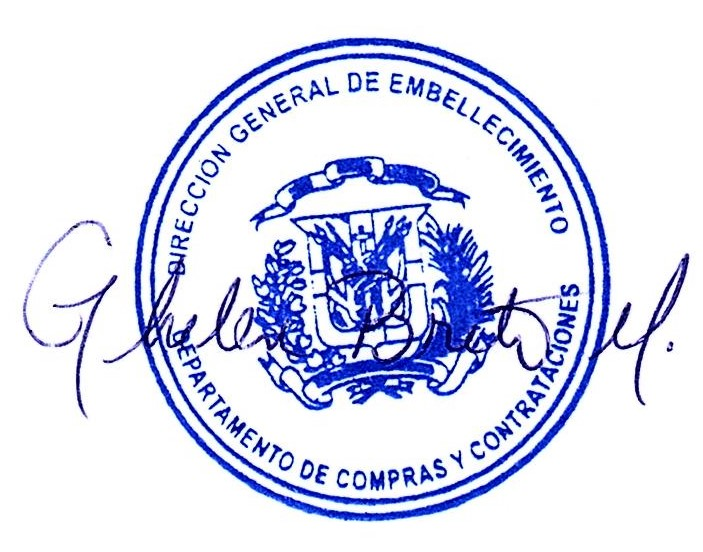 DIRECCION GENERAL DE EMBELLECIMIENTO
DEPARTAMENTO DE COMPRAS Y CONTRATACIONES
M.